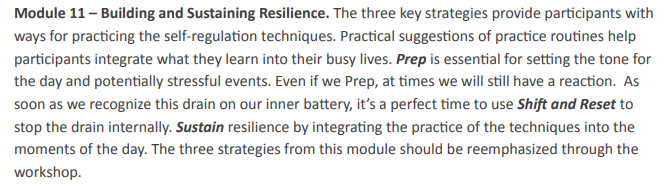 Module 11 – Building and Sustaining Resilience. The three key strategies provide participants with
ways for practicing the self-regulation techniques. Practical suggestions of practice routines help
participants integrate what they learn into their busy lives. Prep is essential for setting the tone for
the day and potentially stressful events. Even if we Prep, at times we will still have a reaction.  As
soon as we recognize this drain on our inner battery, it’s a perfect time to use Shift and Reset to
stop the drain internally. Sustain resilience by integrating the practice of the techniques into the
moments of the day. The three strategies from this module should be reemphasized through the
workshop.